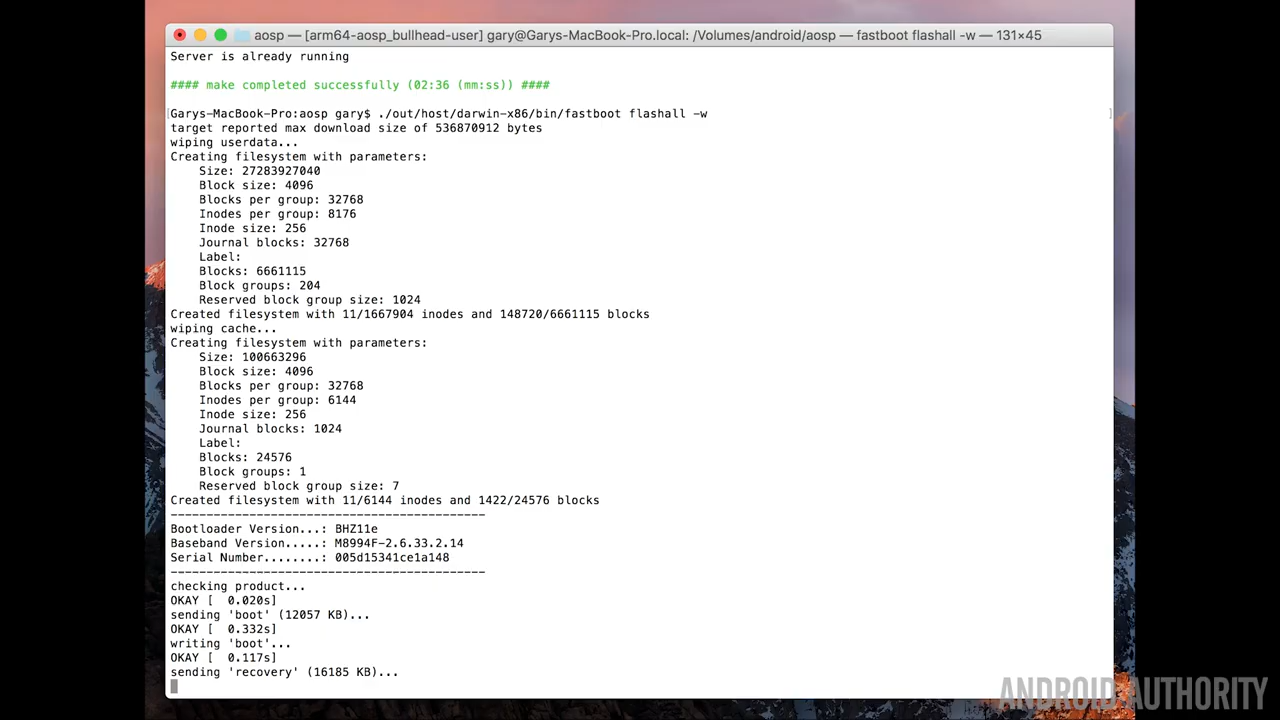 aosp — [arm64-aosp_bullhead-user] gary@Garys-MacBook-Pro.local: /Volumes/android/aosp — fastboot flashall -w — 131×45
Server is already running
#### make completed successfully (02:36 (mm:ss)) ####
[Garys-MacBook-Pro:aosp gary$ ./out/host/darwin-x86/bin/fastboot flashall -w ]
target reported max download size of 536870912 bytes
wiping userdata...
Creating filesystem with parameters:
    Size: 27283927040
    Block size: 4096
    Blocks per group: 32768
    Inodes per group: 8176
    Inode size: 256
    Journal blocks: 32768
    Label:
    Blocks: 6661115
    Block groups: 204
    Reserved block group size: 1024
Created filesystem with 11/1667904 inodes and 148720/6661115 blocks
wiping cache...
Creating filesystem with parameters:
    Size: 100663296
    Block size: 4096
    Blocks per group: 32768
    Inodes per group: 6144
    Inode size: 256
    Journal blocks: 1024
    Label:
    Blocks: 24576
    Block groups: 1
    Reserved block group size: 7
Created filesystem with 11/6144 inodes and 1422/24576 blocks
--------------------------------------------
Bootloader Version...: BHZ11e
Baseband Version.....: M8994F-2.6.33.2.14
Serial Number........: 005d15341ce1a148
--------------------------------------------
checking product...
OKAY [  0.020s]
sending 'boot' (12057 KB)...
OKAY [  0.332s]
writing 'boot'...
OKAY [  0.117s]
sending 'recovery' (16185 KB)...
ANDROID AUTHORITY